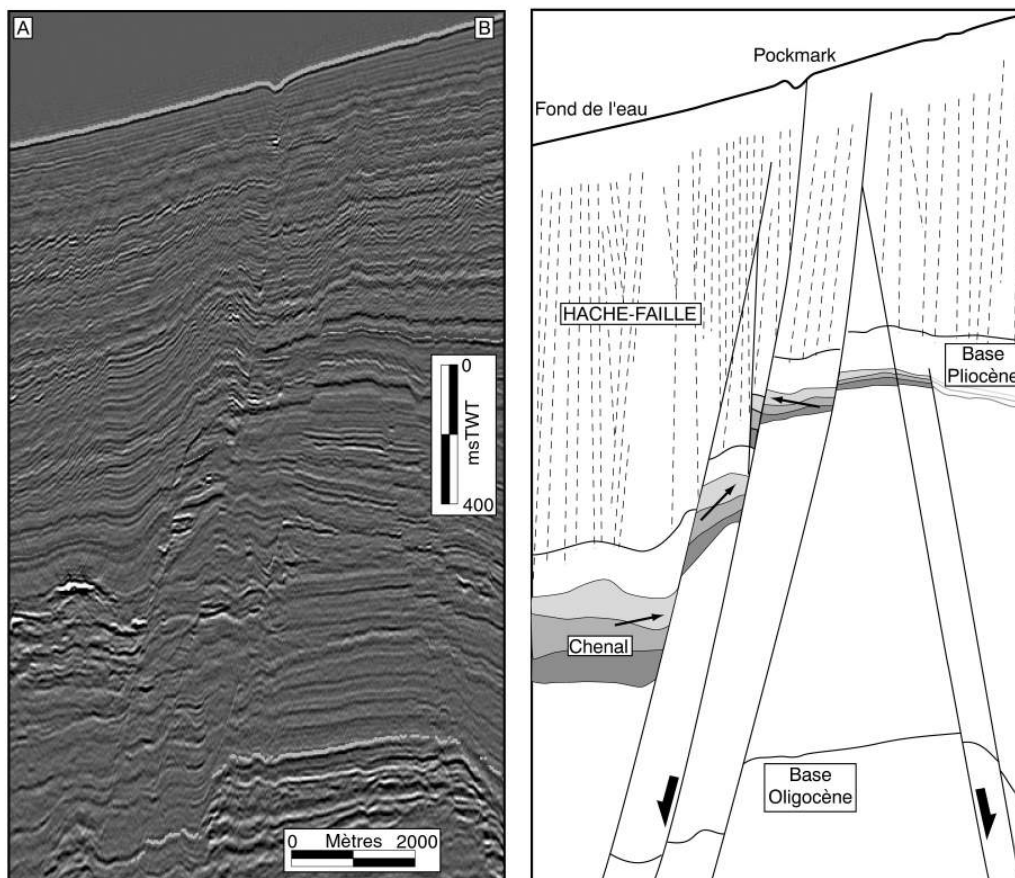 A
B
0
msTWT
400
0 Mètres 2000
Pockmark
Fond de l'eau
HACHE-FAILLE
Base
Pliocène
Chenal
Base
Oligocène